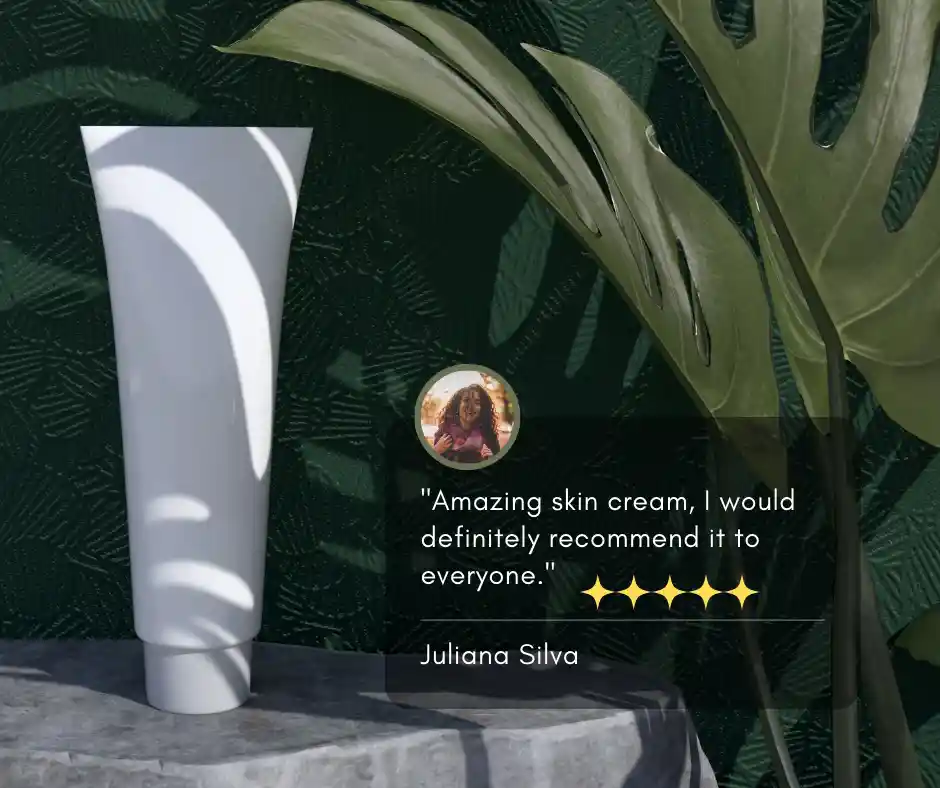 "Amazing skin cream, I would
definitely recommend it to
everyone."
Juliana Silva